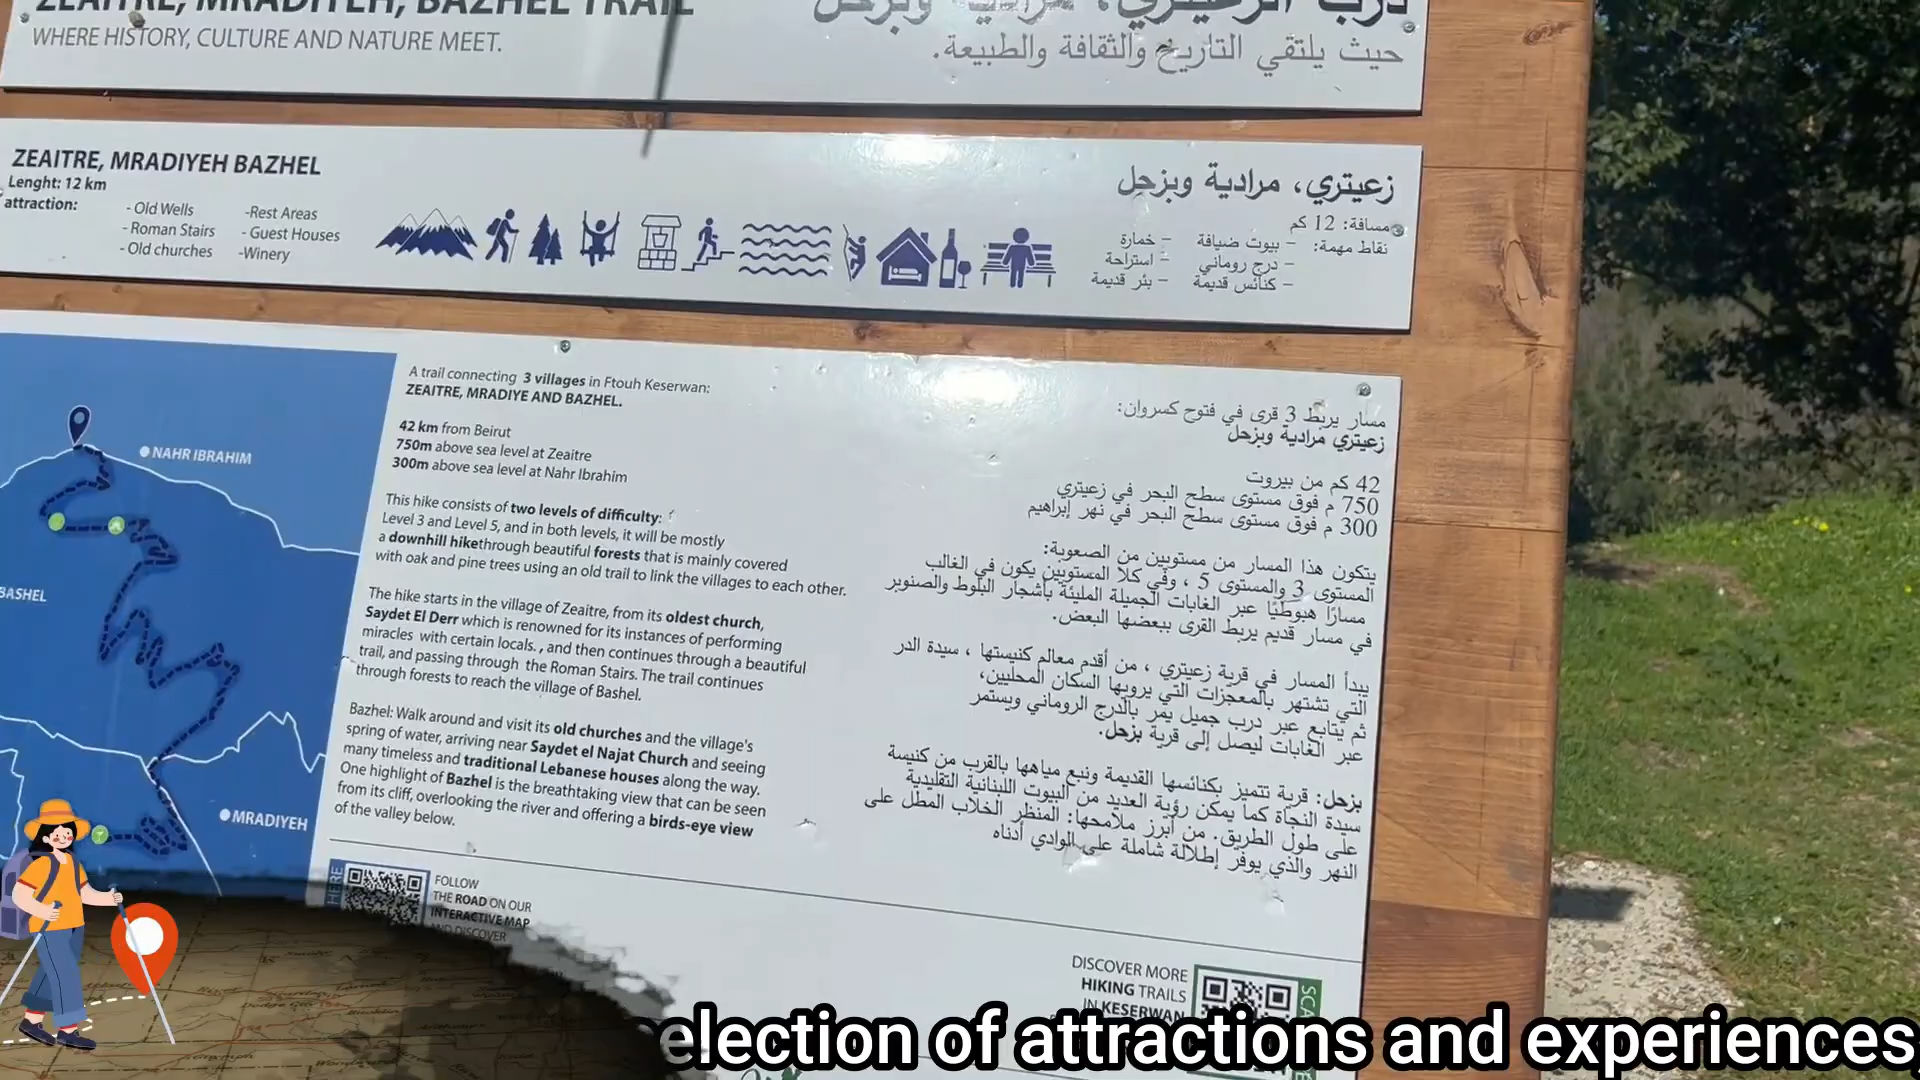 ZEAITRE, MRADIYEH, BAZHEL TRAIL
WHERE HISTORY, CULTURE AND NATURE MEET.
درب الزعيتري، مرادية وبزحل
حيث يلتقي التاريخ والثقافة والطبيعة.
ZEAITRE, MRADIYEH BAZHEL
Lenght: 12 km
attraction:
- Old Wells
- Roman Stairs
- Old churches
-Rest Areas
- Guest Houses
-Winery
زعيتري، مرادية وبزحل
مسافة: 12 كم
نقاط مهمة:
– بيوت ضيافة
– درج روماني
– كنائس قديمة
– خمارة
– استراحة
– بئر قديمة
NAHR IBRAHIM
BASHEL
MRADIYEH
A trail connecting 3 villages in Ftouh Keserwan:
ZEAITRE, MRADIYE AND BAZHEL.
42 km from Beirut
750m above sea level at Zeaitre
300m above sea level at Nahr Ibrahim
This hike consists of two levels of difficulty:
Level 3 and Level 5, and in both levels, it will be mostly
a downhill hikethrough beautiful forests that is mainly covered
with oak and pine trees using an old trail to link the villages to each other.
The hike starts in the village of Zeaitre, from its oldest church,
Saydet El Derr which is renowned for its instances of performing
miracles with certain locals. , and then continues through a beautiful
trail, and passing through the Roman Stairs. The trail continues
through forests to reach the village of Bashel.
Bazhel: Walk around and visit its old churches and the village's
spring of water, arriving near Saydet el Najat Church and seeing
many timeless and traditional Lebanese houses along the way.
One highlight of Bazhel is the breathtaking view that can be seen
from its cliff, overlooking the river and offering a birds-eye view
of the valley below.
مسار يربط 3 قرى في فتوح كسروان:
زعيتري مرادية وبزحل
42 كم من بيروت
750 م فوق مستوى سطح البحر في زعيتري
300 م فوق مستوى سطح البحر في نهر إبراهيم
يتكون هذا المسار من مستويين من الصعوبة:
المستوى 3 والمستوى 5 ، وفي كلا المستويين يكون في الغالب
مسارًا هبوطيًا عبر الغابات الجميلة المليئة بأشجار البلوط والصنوبر
في مسار قديم يربط القرى ببعضها البعض.
يبدأ المسار في قرية زعيتري ، من أقدم معالم كنيستها ، سيدة الدر
التي تشتهر بالمعجزات التي يرويها السكان المحليين،
ثم يتابع عبر درب جميل يمر بالدرج الروماني ويستمر
عبر الغابات ليصل إلى قرية بزحل.
بزحل: قرية تتميز بكنائسها القديمة ونبع مياهها بالقرب من كنيسة
سيدة النجاة كما يمكن رؤية العديد من البيوت اللبنانية التقليدية
على طول الطريق. من أبرز ملامحها: المنظر الخلاب المطل على
النهر والذي يوفر إطلالة شاملة على الوادي أدناه
HERE
FOLLOW
THE ROAD ON OUR
INTERACTIVE MAP
AND DISCOVER
DISCOVER MORE
HIKING TRAILS
IN KESERWAN
election of attractions and experiences,